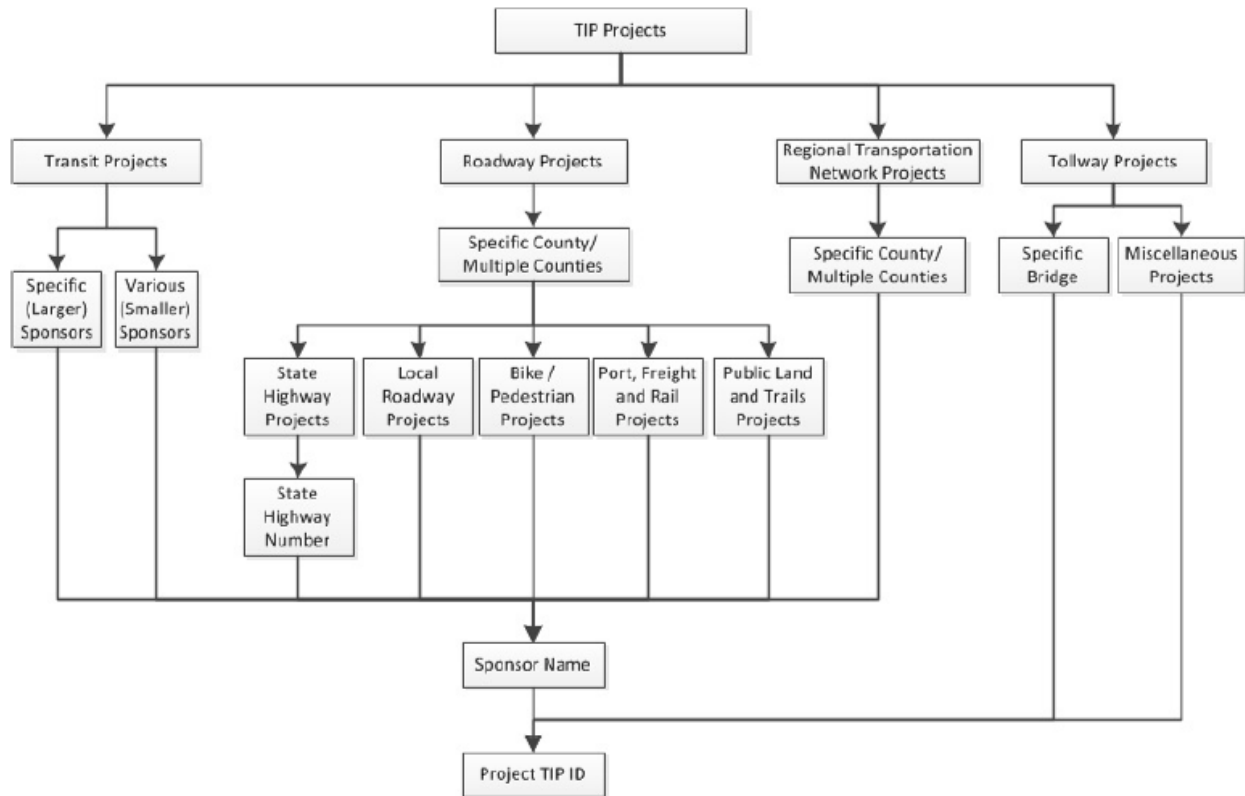 TIP Projects
Transit Projects
Roadway Projects
Regional Transportation
Network Projects
Tollway Projects
Specific
(Larger)
Sponsors
Various
(Smaller)
Sponsors
Specific County/
Multiple Counties
Specific County/
Multiple Counties
Specific
Bridge
Miscellaneous
Projects
State
Highway
Projects
Local
Roadway
Projects
Bike /
Pedestrian
Projects
Port, Freight
and Rail
Projects
Public Land
and Trails
Projects
State
Highway
Number
Sponsor Name
Project TIP ID